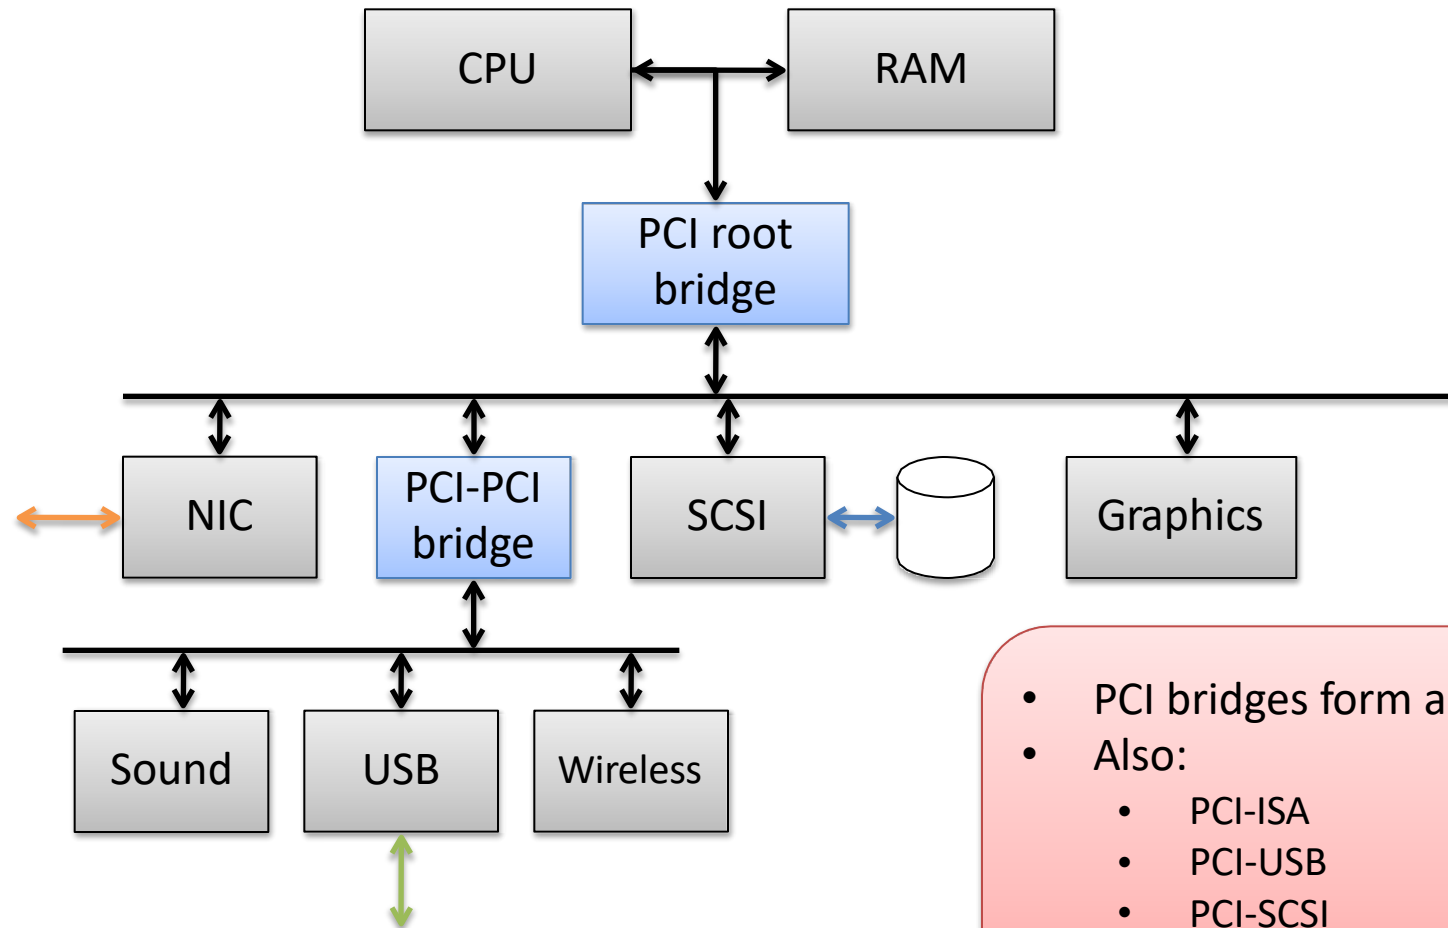 CPU
RAM
PCI root
bridge
NIC
PCI-PCI
bridge
SCSI
Graphics
Sound
USB
Wireless
• PCI bridges form a
• Also:
• PCI-ISA
• PCI-USB
• PCI-SCSI